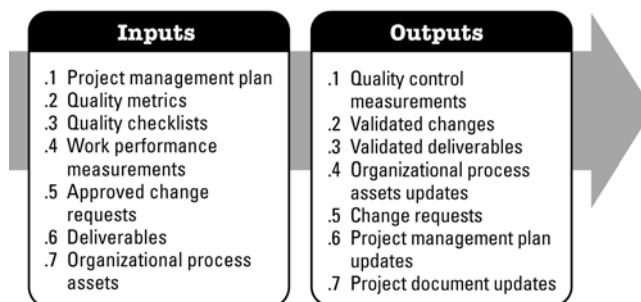 Inputs
.1 Project management plan
.2 Quality metrics
.3 Quality checklists
.4 Work performance
measurements
.5 Approved change
requests
.6 Deliverables
.7 Organizational process
assets
Outputs
.1 Quality control
measurements
.2 Validated changes
.3 Validated deliverables
.4 Organizational process
assets updates
.5 Change requests
.6 Project management plan
updates
.7 Project document updates